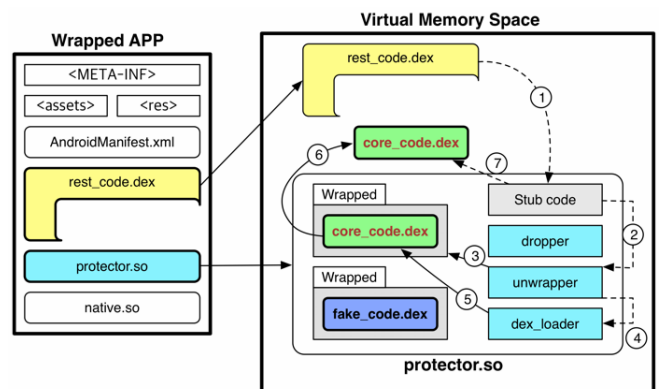 Wrapped APP
<META-INF>
<assets>
<res>
AndroidManifest.xml
rest_code.dex
protector.so
native.so
Virtual Memory Space
rest_code.dex
1
core_code.dex
6
7
Wrapped
core_code.dex
Stub code
2
dropper
3
unwrapper
Wrapped
fake_code.dex
5
dex_loader
4
protector.so